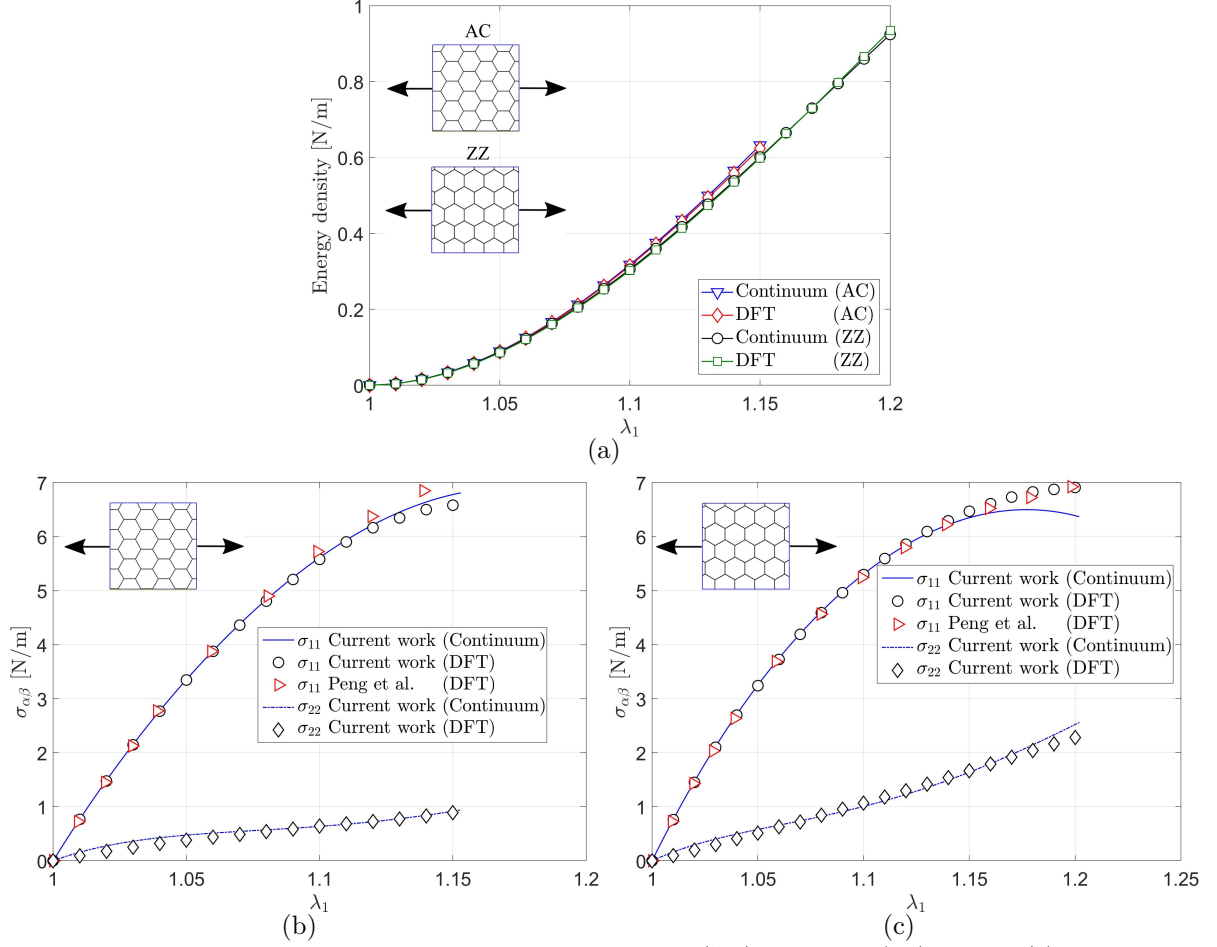 1
0.8
0.6
0.4
0.2
0
Energy density [N/m]
AC
ZZ
Continuum (AC)
DFT (AC)
Continuum (ZZ)
DFT (ZZ)
1 1.05 1.1 1.15 1.2
λ₁
(a)
7
6
5
4
3
2
1
0
σαβ [N/m]
σ₁₁ Current work (Continuum)
σ₁₁ Current work (DFT)
σ₁₁ Peng et al. (DFT)
σ₂₂ Current work (Continuum)
σ₂₂ Current work (DFT)
1 1.05 1.1 1.15 1.2
λ₁
(b)
7
6
5
4
3
2
1
0
σαβ [N/m]
σ₁₁ Current work (Continuum)
σ₁₁ Current work (DFT)
σ₁₁ Peng et al. (DFT)
σ₂₂ Current work (Continuum)
σ₂₂ Current work (DFT)
1 1.05 1.1 1.15 1.2 1.25
λ₁
(c)